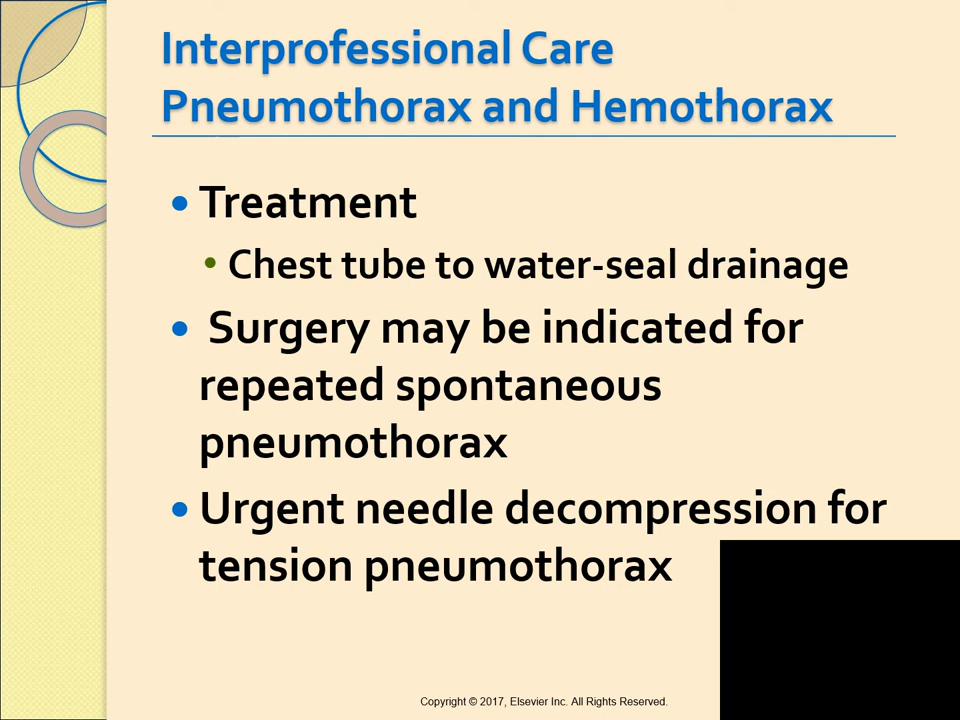 Interprofessional Care
Pneumothorax and Hemothorax
• Treatment
• Chest tube to water-seal drainage
• Surgery may be indicated for
repeated spontaneous
pneumothorax
• Urgent needle decompression for
tension pneumothorax
Copyright © 2017, Elsevier Inc. All Rights Reserved.